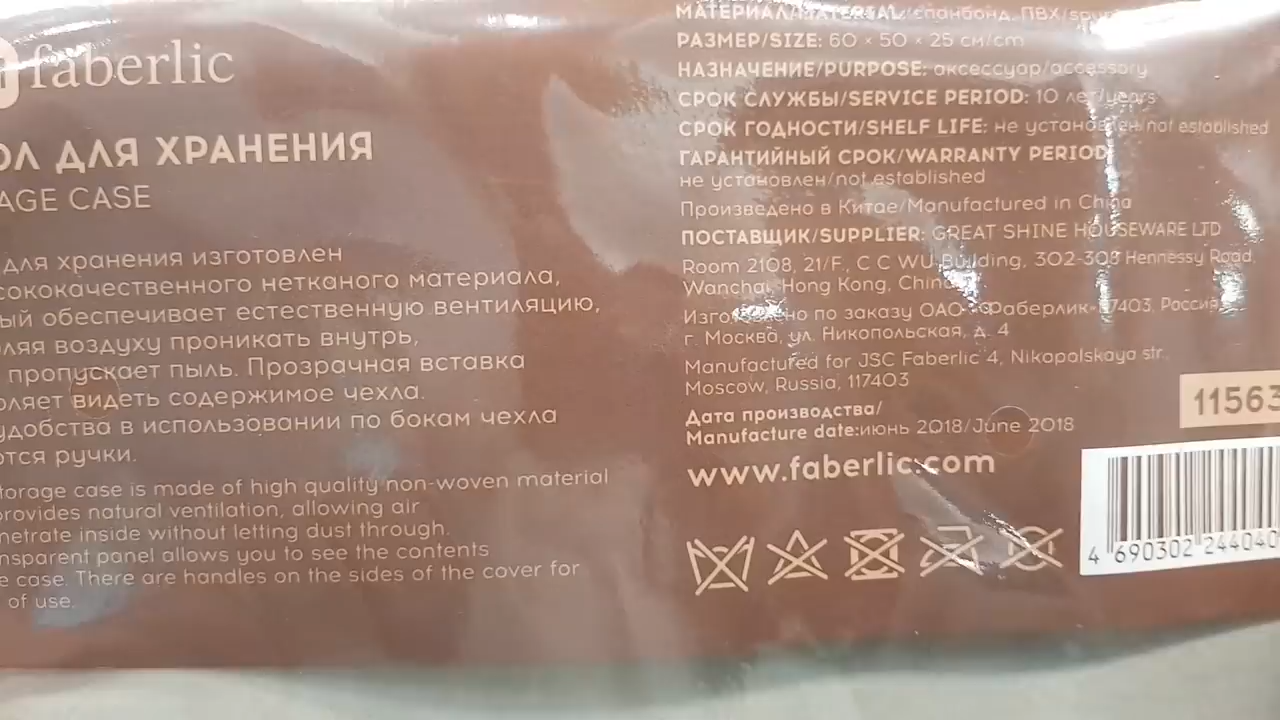 faberlic
ОЛ ДЛЯ ХРАНЕНИЯ
AGE CASE
для хранения изготовлен
сококачественного нетканого материала,
ый обеспечивает естественную вентиляцию,
ляя воздуху проникать внутрь,
пропускает пыль. Прозрачная вставка
оляет видеть содержимое чехла.
удобства в использовании по бокам чехла
тся ручки.
torage case is made of high quality non-woven material
provides natural ventilation, allowing air
netrate inside without letting dust through.
nsparent panel allows you to see the contents
e case. There are handles on the sides of the cover for
of use.
МАТЕРИАЛ/MATERIAL: спанбонд, ПВХ/spun
РАЗМЕР/SIZE: 60 × 50 × 25 см/cm
НАЗНАЧЕНИЕ/PURPOSE: аксессуар/accessory
СРОК СЛУЖБЫ/SERVICE PERIOD: 10 лет/years
СРОК ГОДНОСТИ/SHELF LIFE: не установлен/not established
ГАРАНТИЙНЫЙ СРОК/WARRANTY PERIOD:
не установлен/not established
Произведено в Китае/Manufactured in China
ПОСТАВЩИК/SUPPLIER: GREAT SHINE HOUSEWARE LTD
Room 2108, 21/F, C C WU Building, 302-308 Hennessy Road,
Wanchai, Hong Kong, China
Изготовлено по заказу ОАО «Фаберлик» 117403, Россия,
г. Москва, ул. Никопольская, д. 4
Manufactured for JSC Faberlic 4, Nikopolskaya str.,
Moscow, Russia, 117403
Дата производства/
Manufacture date: июнь 2018/June 2018
www.faberlic.com
11563
4 690302 244040